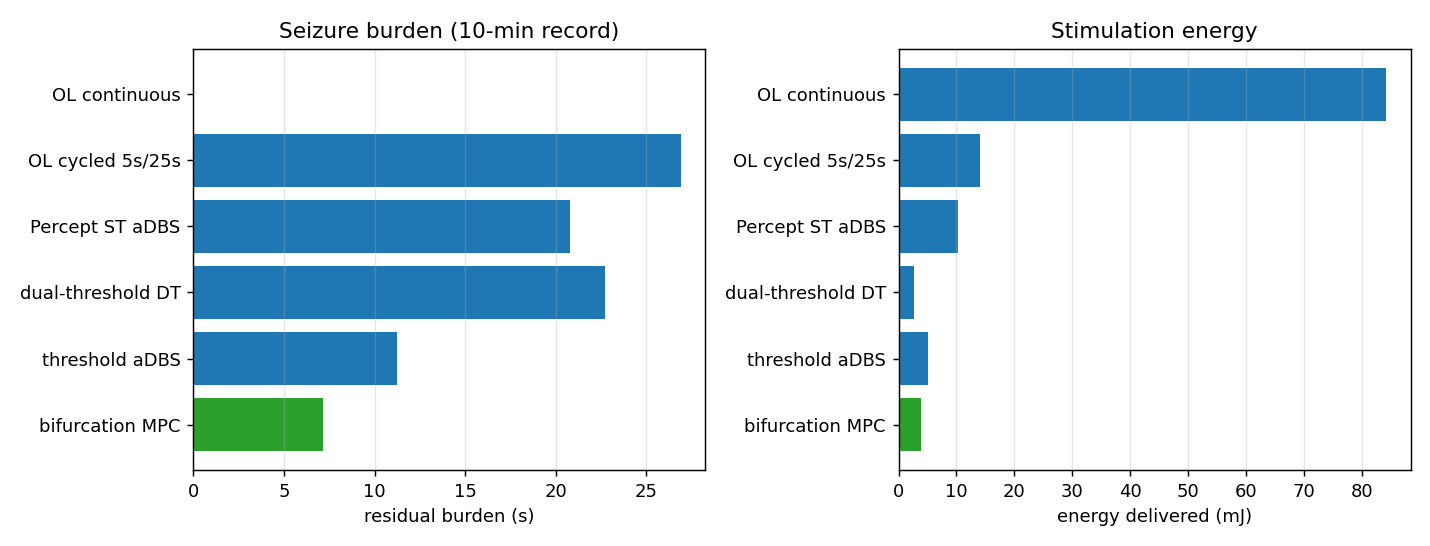 Seizure burden (10-min record)
OL continuous
OL cycled 5s/25s
Percept ST aDBS
dual-threshold DT
threshold aDBS
bifurcation MPC
0 5 10 15 20 25
residual burden (s)
Stimulation energy
OL continuous
OL cycled 5s/25s
Percept ST aDBS
dual-threshold DT
threshold aDBS
bifurcation MPC
0 10 20 30 40 50 60 70 80
energy delivered (mJ)